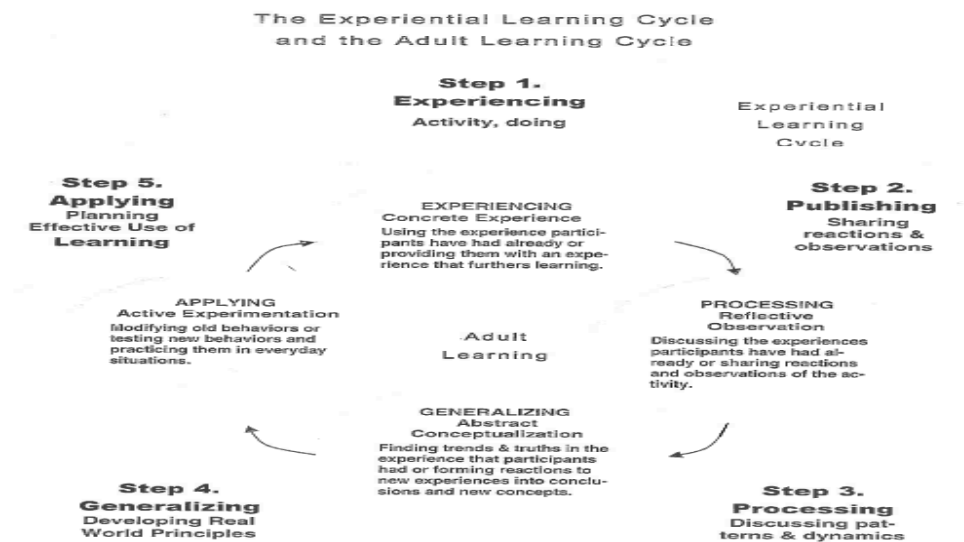 The Experiential Learning Cycle
and the Adult Learning Cycle
Step 1.
Experiencing
Activity, doing
Experiential
Learning
Cycle
Step 5.
Applying
Planning
Effective Use of
Learning
Step 2.
Publishing
Sharing
reactions &
observations
EXPERIENCING
Concrete Experience
Using the experience partici-
pants have had already or
providing them with an expe-
rience that furthers learning.
APPLYING
Active Experimentation
Modifying old behaviors or
testing new behaviors and
practicing them in everyday
situations.
Adult
Learning
PROCESSING
Reflective
Observation
Discussing the experiences
participants have had al-
ready or sharing reactions
and observations of the ac-
tivity.
GENERALIZING
Abstract
Conceptualization
Finding trends & truths in the
experience that participants
had or forming reactions to
new experiences into conclu-
sions and new concepts.
Step 4.
Generalizing
Developing Real
World Principles
Step 3.
Processing
Discussing pat-
terns & dynamics